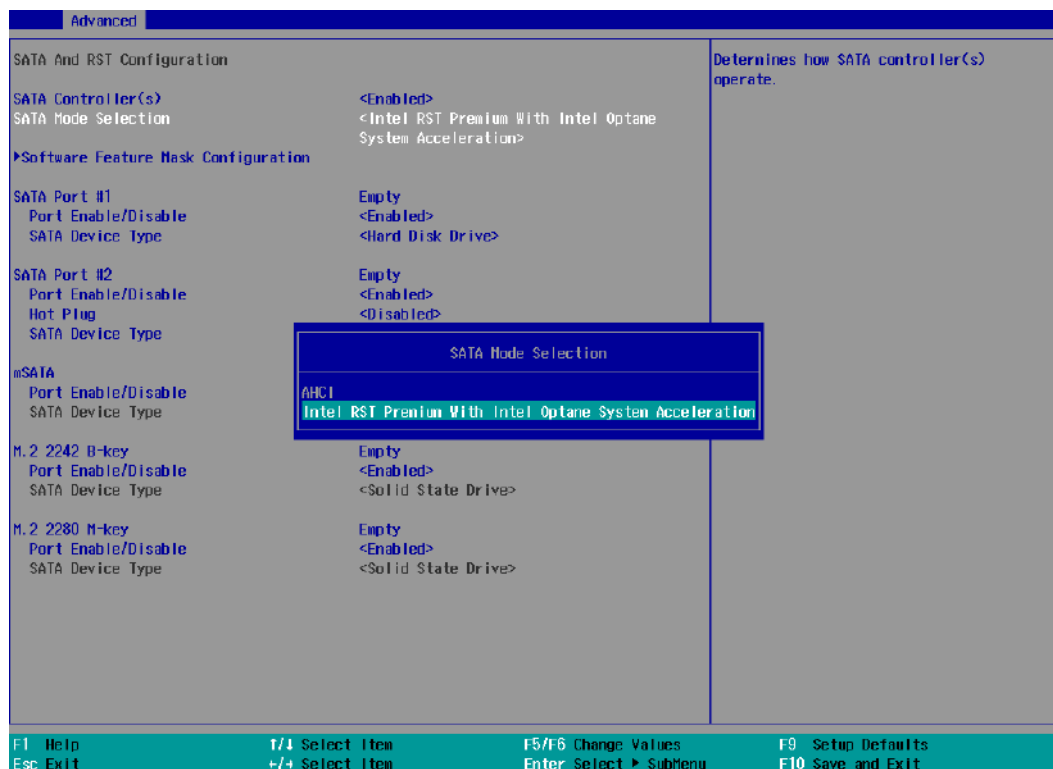 Advanced
SATA And RST Configuration
Determines how SATA controller(s)
operate.
SATA Controller(s) <Enabled>
SATA Mode Selection <Intel RST Premium With Intel Optane
System Acceleration>
▶Software Feature Mask Configuration
SATA Port #1 Empty
Port Enable/Disable <Enabled>
SATA Device Type <Hard Disk Drive>
SATA Port #2 Empty
Port Enable/Disable <Enabled>
Hot Plug <Disabled>
SATA Device Type
SATA Mode Selection
AHCI
Intel RST Premium With Intel Optane System Acceleration
mSATA
Port Enable/Disable
SATA Device Type
M.2 2242 B-key Empty
Port Enable/Disable <Enabled>
SATA Device Type <Solid State Drive>
M.2 2280 M-key Empty
Port Enable/Disable <Enabled>
SATA Device Type <Solid State Drive>
F1 Help ↑/↓ Select Item F5/F6 Change Values F9 Setup Defaults
Esc Exit ←/→ Select Item Enter Select ▶ SubMenu F10 Save and Exit